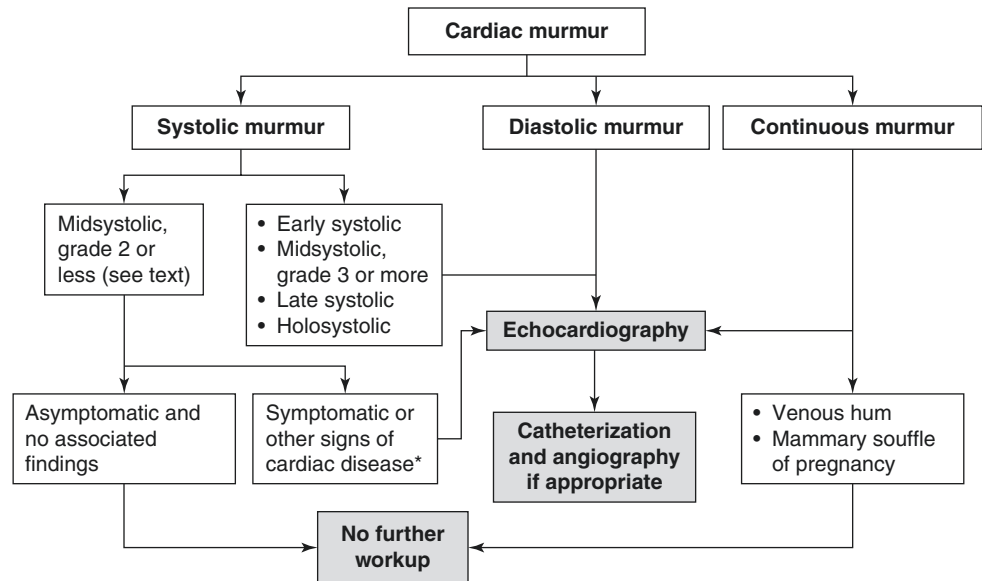 Cardiac murmur
Systolic murmur
Diastolic murmur
Continuous murmur
Midsystolic,
grade 2 or
less (see text)
• Early systolic
• Midsystolic,
grade 3 or more
• Late systolic
• Holosystolic
Echocardiography
Asymptomatic and
no associated
findings
Symptomatic or
other signs of
cardiac disease*
Catheterization
and angiography
if appropriate
• Venous hum
• Mammary souffle
of pregnancy
No further
workup